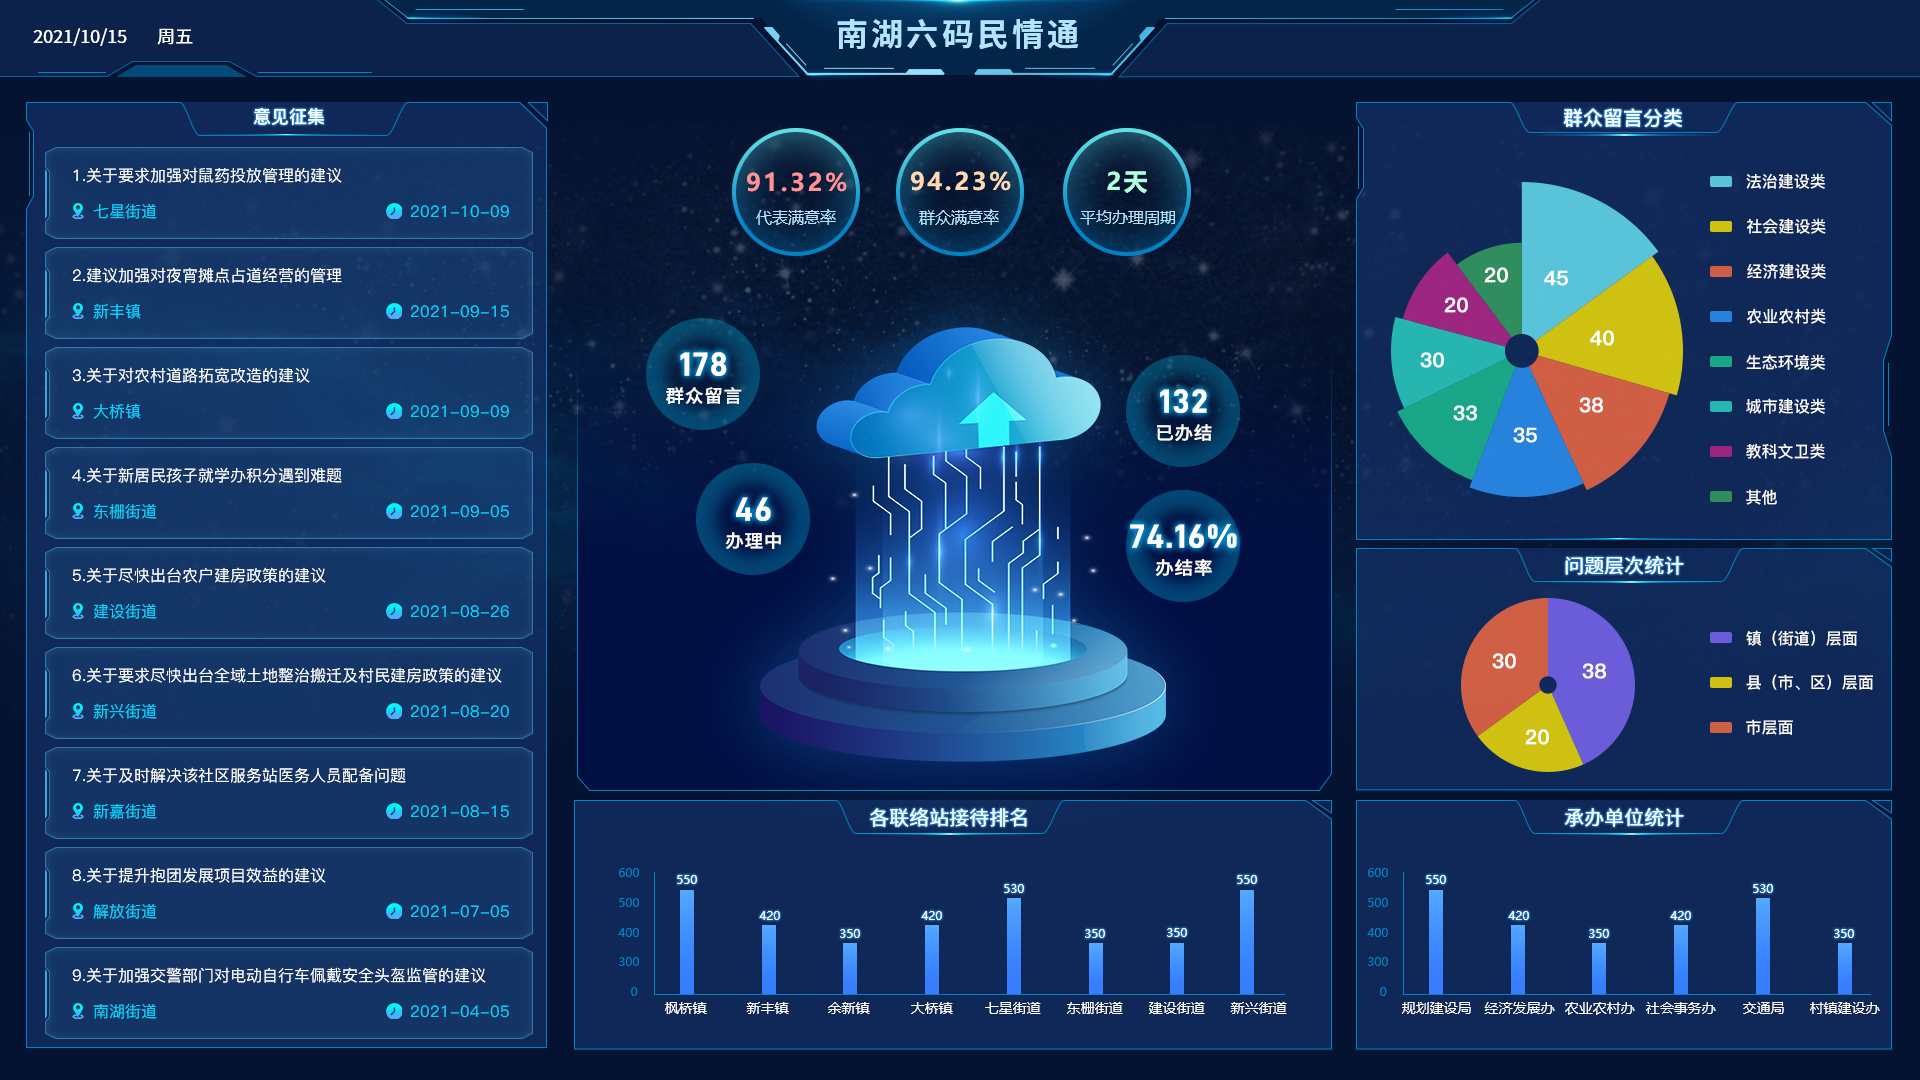 2021/10/15 周五
南湖六码民情通
意见征集
1.关于要求加强对鼠药投放管理的建议
七星街道 2021-10-09
2.建议加强对夜宵摊点占道经营的管理
新丰镇 2021-09-15
3.关于对农村道路拓宽改造的建议
大桥镇 2021-09-09
4.关于新居民孩子就学办积分遇到难题
东栅街道 2021-09-05
5.关于尽快出台农户建房政策的建议
建设街道 2021-08-26
6.关于要求尽快出台全域土地整治搬迁及村民建房政策的建议
新兴街道 2021-08-20
7.关于及时解决该社区服务站医务人员配备问题
新嘉街道 2021-08-15
8.关于提升抱团发展项目效益的建议
解放街道 2021-07-05
9.关于加强交警部门对电动自行车佩戴安全头盔监管的建议
南湖街道 2021-04-05
91.32%
代表满意率
94.23%
群众满意率
2天
平均办理周期
178
群众留言
46
办理中
132
已办结
74.16%
办结率
各联络站接待排名
600
500
400
300
0
550
420
350
420
530
350
350
550
枫桥镇 新丰镇 余新镇 大桥镇 七星街道 东栅街道 建设街道 新兴街道
群众留言分类
45
40
38
35
33
30
20
20
法治建设类
社会建设类
经济建设类
农业农村类
生态环境类
城市建设类
教科文卫类
其他
问题层次统计
38
20
30
镇（街道）层面
县（市、区）层面
市层面
承办单位统计
600
500
400
300
0
550
420
350
420
530
350
规划建设局 经济发展办 农业农村办 社会事务办 交通局 村镇建设办